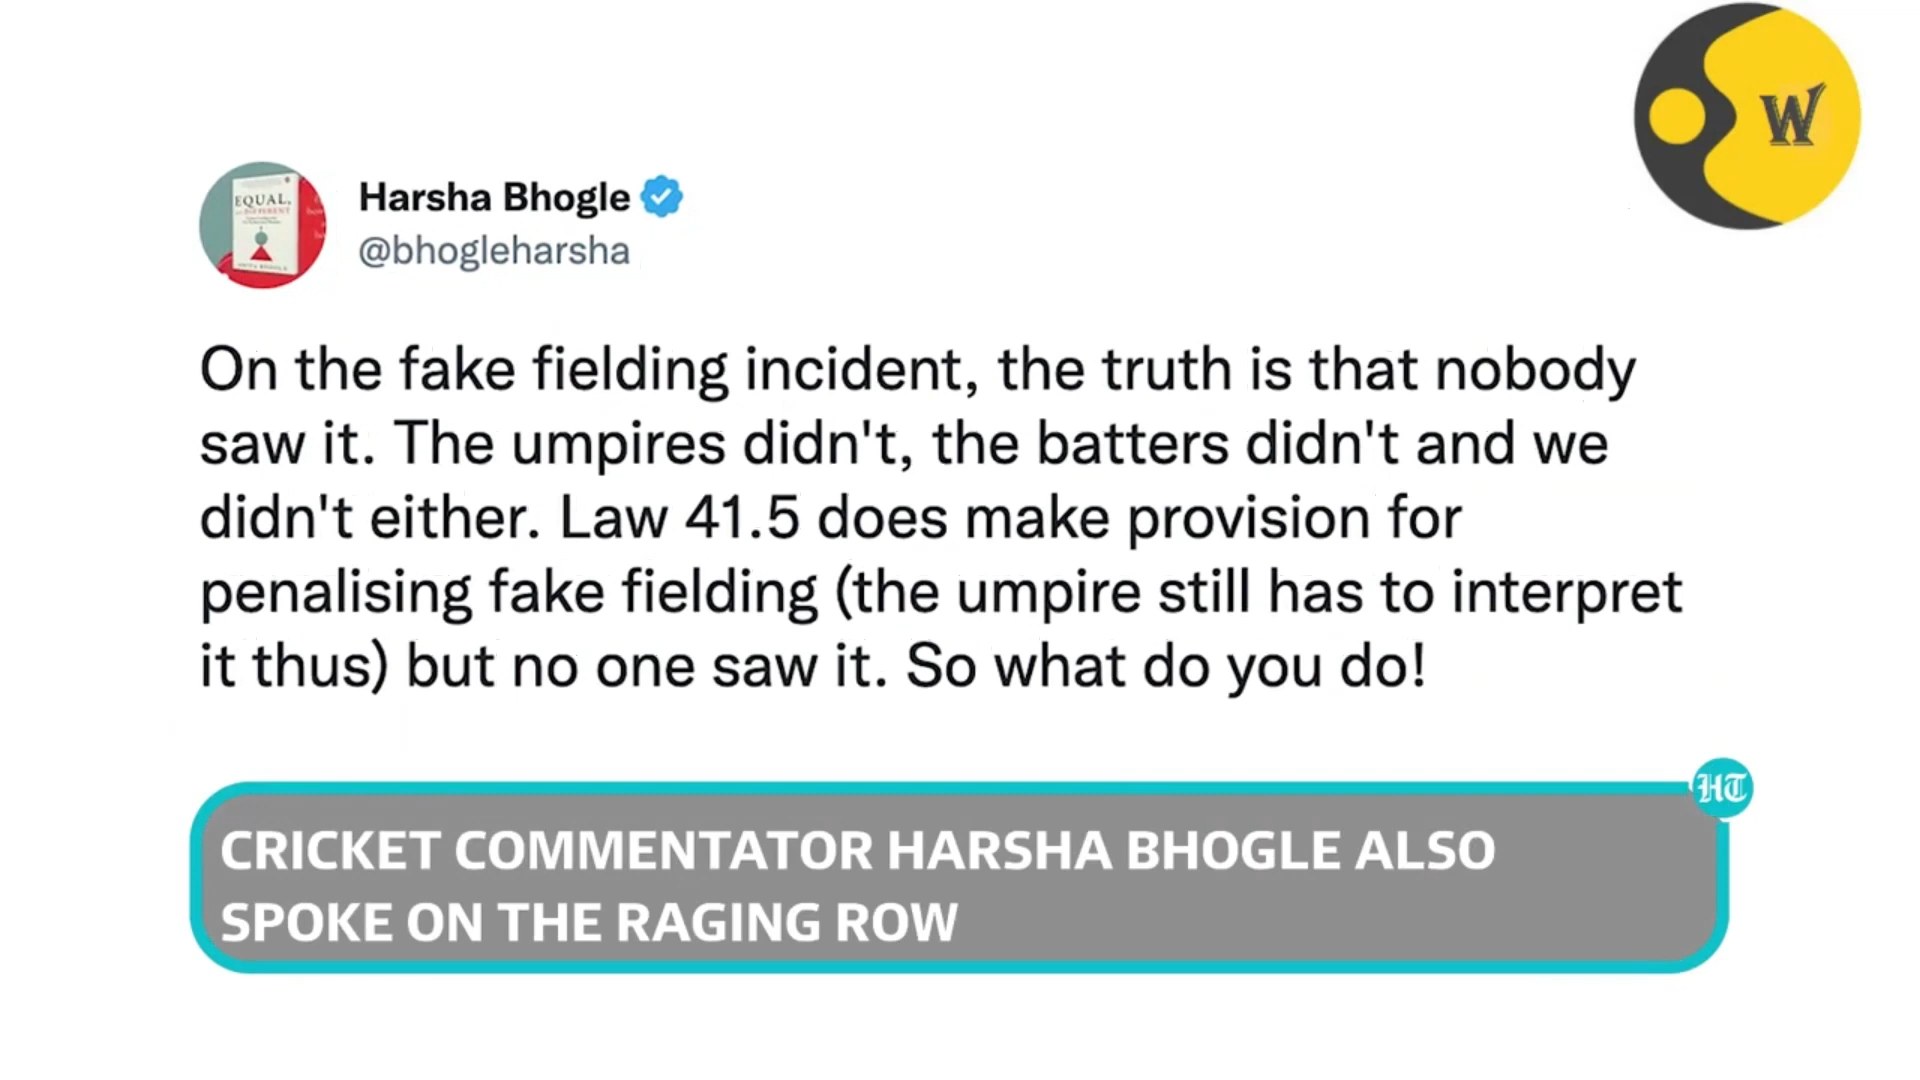 W
EQUAL,
Harsha Bhogle
@bhogleharsha
On the fake fielding incident, the truth is that nobody
saw it. The umpires didn't, the batters didn't and we
didn't either. Law 41.5 does make provision for
penalising fake fielding (the umpire still has to interpret
it thus) but no one saw it. So what do you do!
HT
CRICKET COMMENTATOR HARSHA BHOGLE ALSO
SPOKE ON THE RAGING ROW